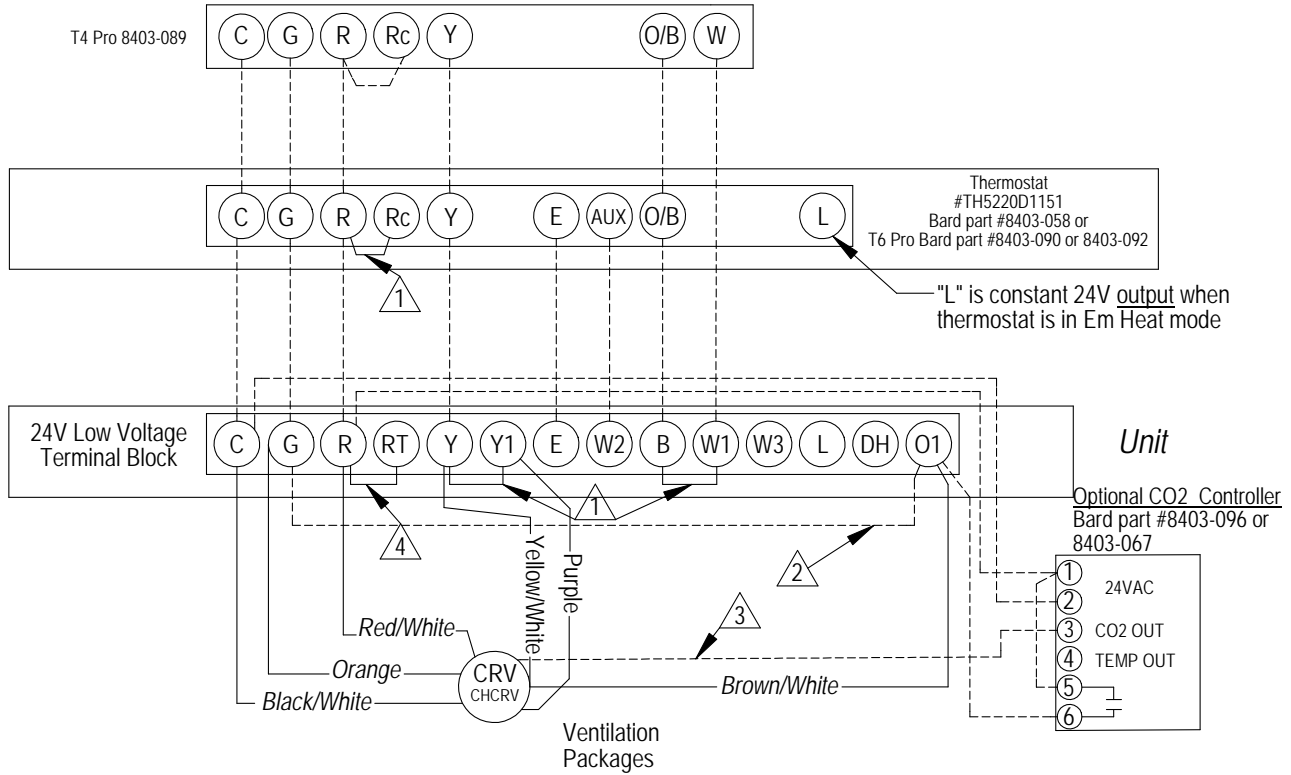 T4 Pro 8403-089
C G R Rc Y O/B W
Thermostat
#TH5220D1151
Bard part #8403-058 or
T6 Pro Bard part #8403-090 or 8403-092
C G R Rc Y E AUX O/B L
1
"L" is constant 24V output when
thermostat is in Em Heat mode
24V Low Voltage
Terminal Block
C G R RT Y Y1 E W2 B W1 W3 L DH O1
Unit
Optional CO2 Controller
Bard part #8403-096 or
8403-067
1
4
2
3
Yellow/White
Purple
Red/White
Orange
Black/White
CRV
CHCRV
Brown/White
1 24VAC
2
3 CO2 OUT
4 TEMP OUT
5
6
Ventilation
Packages